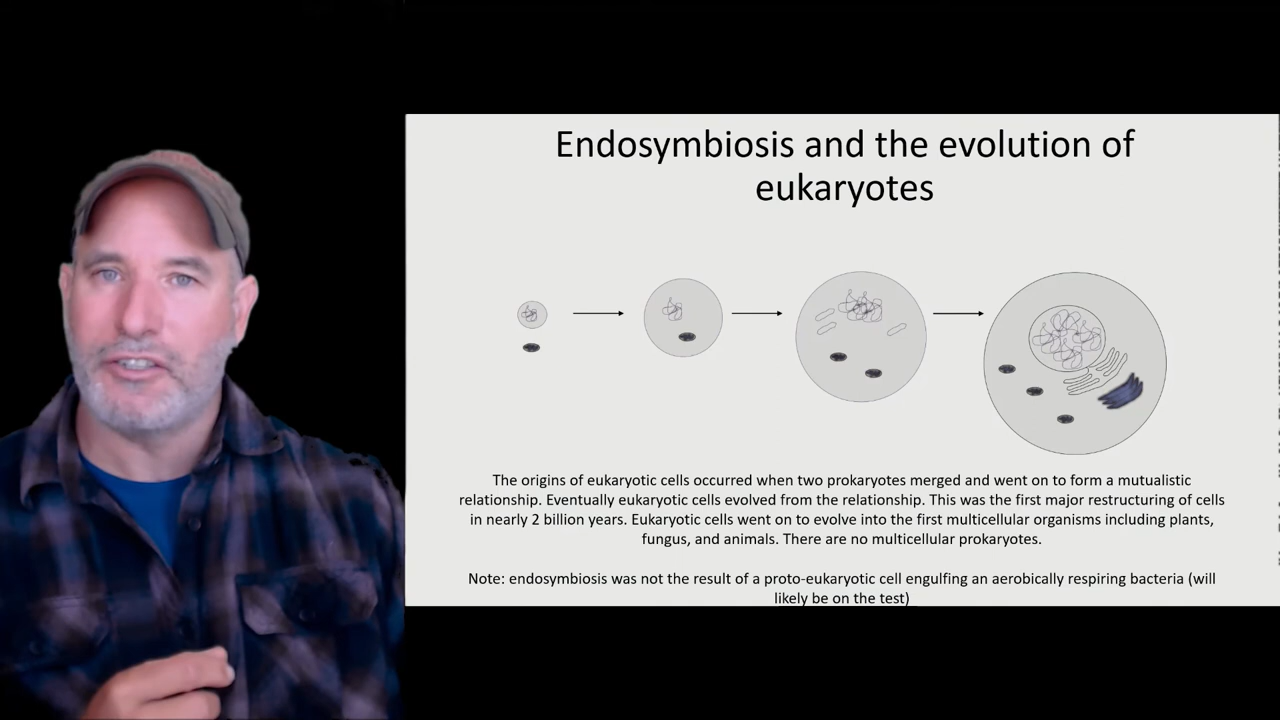 Endosymbiosis and the evolution of
eukaryotes
The origins of eukaryotic cells occurred when two prokaryotes merged and went on to form a mutualistic
relationship. Eventually eukaryotic cells evolved from the relationship. This was the first major restructuring of cells
in nearly 2 billion years. Eukaryotic cells went on to evolve into the first multicellular organisms including plants,
fungus, and animals. There are no multicellular prokaryotes.
Note: endosymbiosis was not the result of a proto-eukaryotic cell engulfing an aerobically respiring bacteria (will
likely be on the test)